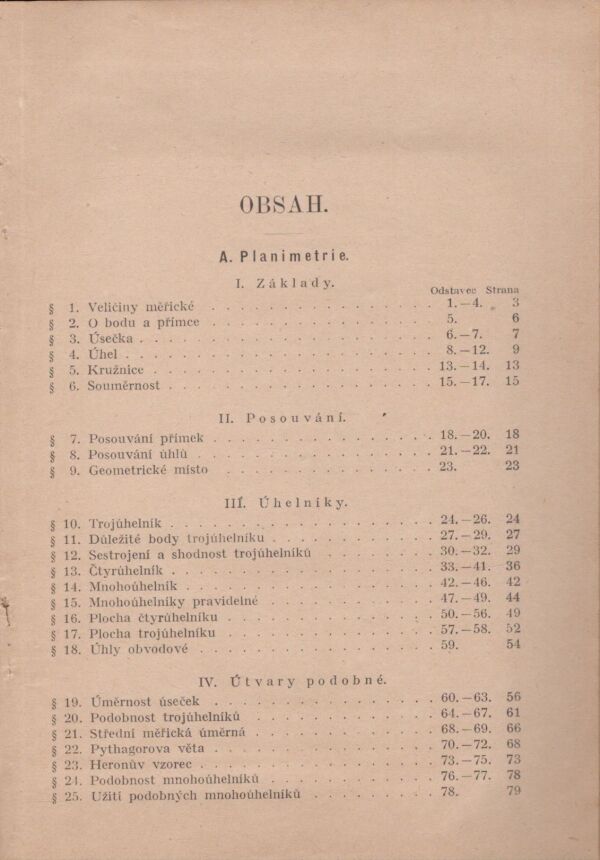 OBSAH.
A. Planimetrie.
I. Základy.
Odstavec Strana
§ 1. Veličiny měřické . . . . . . . . . . . . . . . 1.—4. 3
§ 2. O bodu a přímce . . . . . . . . . . . . . . . 5. 6
§ 3. Úsečka . . . . . . . . . . . . . . . . . . . 6.—7. 7
§ 4. Úhel . . . . . . . . . . . . . . . . . . . . 8.—12. 9
§ 5. Kružnice . . . . . . . . . . . . . . . . . . 13.—14. 13
§ 6. Souměrnost . . . . . . . . . . . . . . . . . 15.—17. 15
II. Posouvání.
§ 7. Posouvání přímek . . . . . . . . . . . . . . 18.—20. 18
§ 8. Posouvání úhlů . . . . . . . . . . . . . . . 21.—22. 21
§ 9. Geometrické místo . . . . . . . . . . . . . . 23. 23
III. Úhelníky.
§ 10. Trojúhelník . . . . . . . . . . . . . . . . . 24.—26. 24
§ 11. Důležité body trojúhelníku . . . . . . . . . . 27.—29. 27
§ 12. Sestrojení a shodnost trojúhelníků . . . . . . . 30.—32. 29
§ 13. Čtyrúhelník . . . . . . . . . . . . . . . . . 33.—41. 36
§ 14. Mnohoúhelník . . . . . . . . . . . . . . . . 42.—46. 42
§ 15. Mnohoúhelníky pravidelné . . . . . . . . . . . 47.—49. 44
§ 16. Plocha čtyrúhelníku . . . . . . . . . . . . . 50.—56. 49
§ 17. Plocha trojúhelníku . . . . . . . . . . . . . 57.—58. 52
§ 18. Úhly obvodové . . . . . . . . . . . . . . . . 59. 54
IV. Útvary podobné.
§ 19. Úměrnost úseček . . . . . . . . . . . . . . . 60.—63. 56
§ 20. Podobnost trojúhelníků . . . . . . . . . . . . 64.—67. 61
§ 21. Střední měřická úměrná . . . . . . . . . . . . 68.—69. 66
§ 22. Pythagorova věta . . . . . . . . . . . . . . . 70.—72. 68
§ 23. Heronův vzorec . . . . . . . . . . . . . . . . 73.—75. 73
§ 24. Podobnost mnohoúhelníků . . . . . . . . . . . 76.—77. 78
§ 25. Užití podobných mnohoúhelníků . . . . . . . . . 78. 79